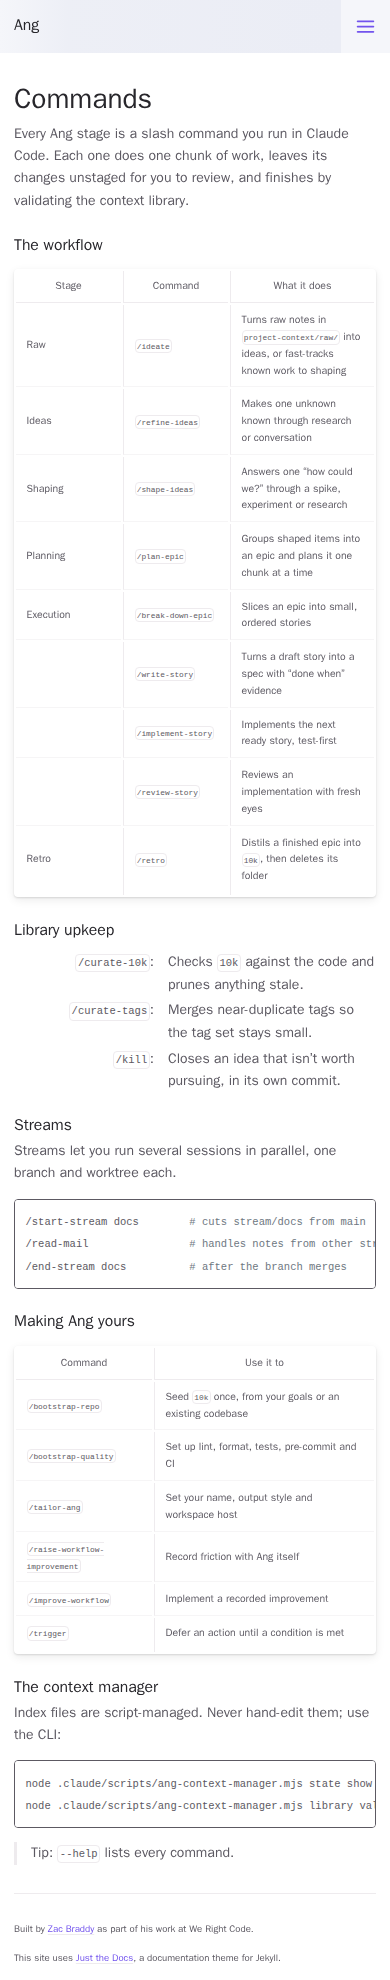 Ang
Commands
Every Ang stage is a slash command you run in Claude
Code. Each one does one chunk of work, leaves its
changes unstaged for you to review, and finishes by
validating the context library.
The workflow
Stage Command What it does
Raw /ideate Turns raw notes in
project-context/raw/ into
ideas, or fast-tracks
known work to shaping
Ideas /refine-ideas Makes one unknown
known through research
or conversation
Shaping /shape-ideas Answers one “how could
we?” through a spike,
experiment or research
Planning /plan-epic Groups shaped items into
an epic and plans it one
chunk at a time
Execution /break-down-epic Slices an epic into small,
ordered stories
/write-story Turns a draft story into a
spec with “done when”
evidence
/implement-story Implements the next
ready story, test-first
/review-story Reviews an
implementation with fresh
eyes
Retro /retro Distils a finished epic into
10k, then deletes its
folder
Library upkeep
/curate-10k: Checks 10k against the code and
prunes anything stale.
/curate-tags: Merges near-duplicate tags so
the tag set stays small.
/kill: Closes an idea that isn’t worth
pursuing, in its own commit.
Streams
Streams let you run several sessions in parallel, one
branch and worktree each.
/start-stream docs # cuts stream/docs from main
/read-mail # handles notes from other str
/end-stream docs # after the branch merges
Making Ang yours
Command Use it to
/bootstrap-repo Seed 10k once, from your goals or an
existing codebase
/bootstrap-quality Set up lint, format, tests, pre-commit and
CI
/tailor-ang Set your name, output style and
workspace host
/raise-workflow-
improvement Record friction with Ang itself
/improve-workflow Implement a recorded improvement
/trigger Defer an action until a condition is met
The context manager
Index files are script-managed. Never hand-edit them; use
the CLI:
node .claude/scripts/ang-context-manager.mjs state show
node .claude/scripts/ang-context-manager.mjs library val
Tip: --help lists every command.
Built by Zac Braddy as part of his work at We Right Code.
This site uses Just the Docs, a documentation theme for Jekyll.